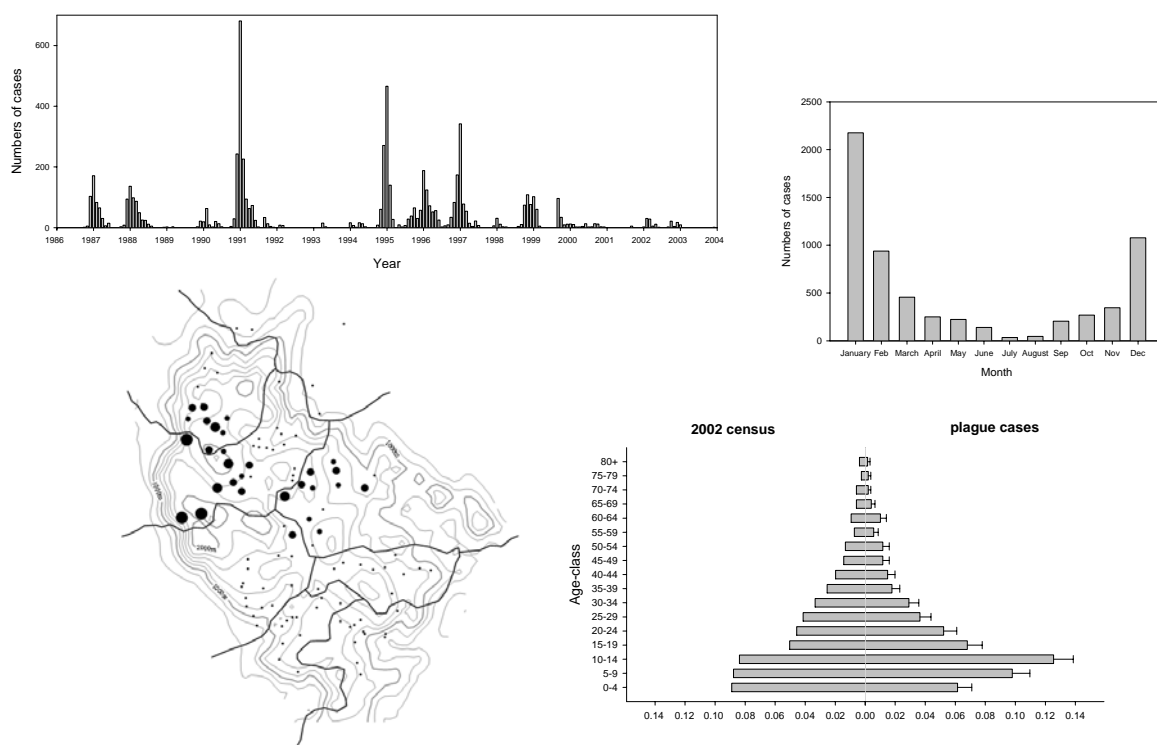 Numbers of cases
600
400
200
0
1986 1987 1988 1989 1990 1991 1992 1993 1994 1995 1996 1997 1998 1999 2000 2001 2002 2003 2004
Year
Numbers of cases
2500
2000
1500
1000
500
0
January Feb March April May June July August Sep Oct Nov Dec
Month
1000m
1000m
2000m
2002 census plague cases
Age-class
80+
75-79
70-74
65-69
60-64
55-59
50-54
45-49
40-44
35-39
30-34
25-29
20-24
15-19
10-14
5-9
0-4
0.14 0.12 0.10 0.08 0.06 0.04 0.02 0.00 0.02 0.04 0.06 0.08 0.10 0.12 0.14